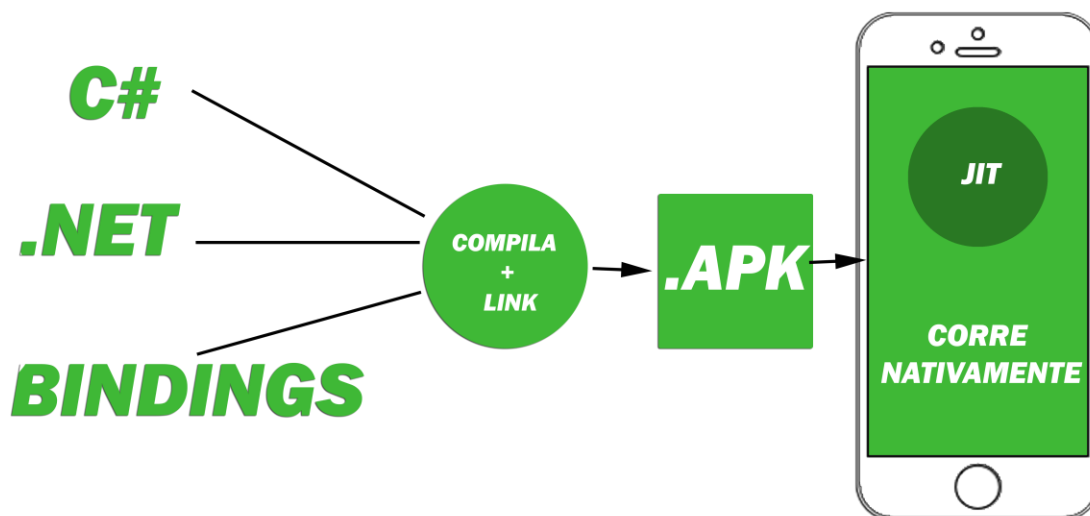 C#
.NET
BINDINGS
COMPILA
+
LINK
.APK
JIT
CORRE
NATIVAMENTE